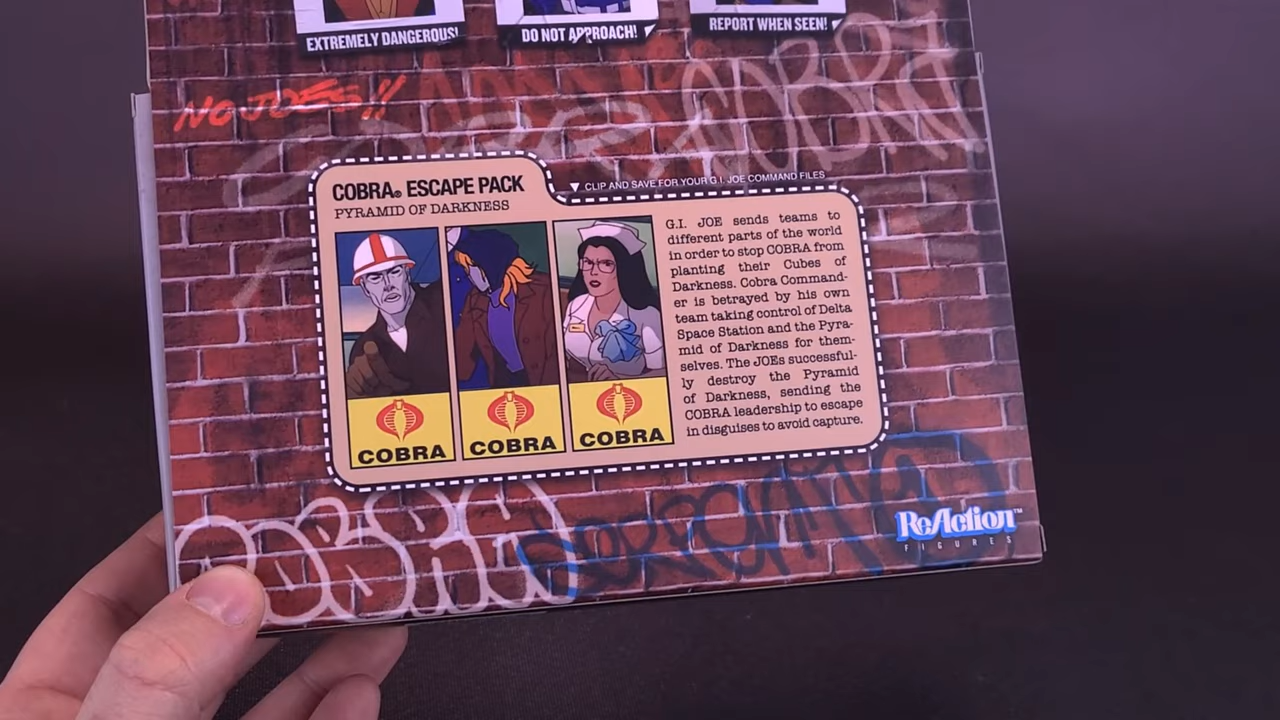 EXTREMELY DANGEROUS!
DO NOT APPROACH!
REPORT WHEN SEEN!
NO JOES!!
COBRA
COBRA® ESCAPE PACK
PYRAMID OF DARKNESS
▼ CLIP AND SAVE FOR YOUR G.I. JOE COMMAND FILES
G.I. JOE sends teams to
different parts of the world
in order to stop COBRA from
planting their Cubes of
Darkness. Cobra Command-
er is betrayed by his own
team taking control of Delta
Space Station and the Pyra-
mid of Darkness for them-
selves. The JOEs successful-
ly destroy the Pyramid
of Darkness, sending the
COBRA leadership to escape
in disguises to avoid capture.
COBRA
COBRA
COBRA
COBRA
SERPENTINA
ReAction™
FIGURES